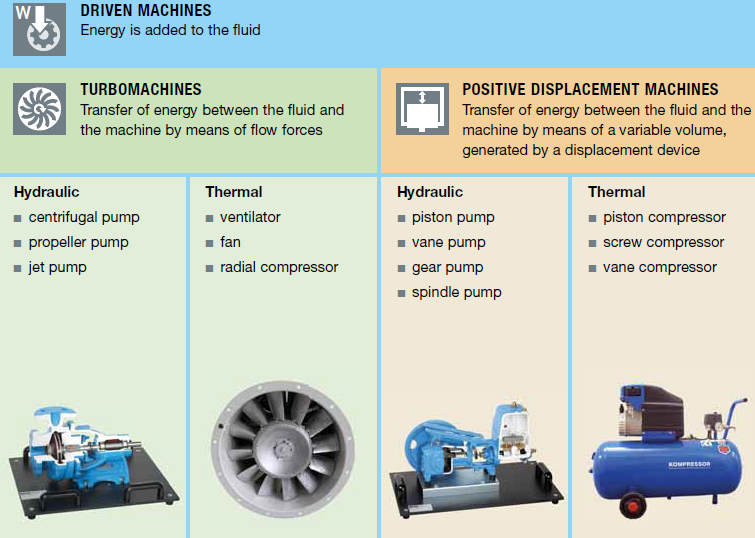 W
DRIVEN MACHINES
Energy is added to the fluid
TURBOMACHINES
Transfer of energy between the fluid and
the machine by means of flow forces
POSITIVE DISPLACEMENT MACHINES
Transfer of energy between the fluid and the
machine by means of a variable volume,
generated by a displacement device
Hydraulic
centrifugal pump
propeller pump
jet pump
Thermal
ventilator
fan
radial compressor
Hydraulic
piston pump
vane pump
gear pump
spindle pump
Thermal
piston compressor
screw compressor
vane compressor
KOMPRESSOR